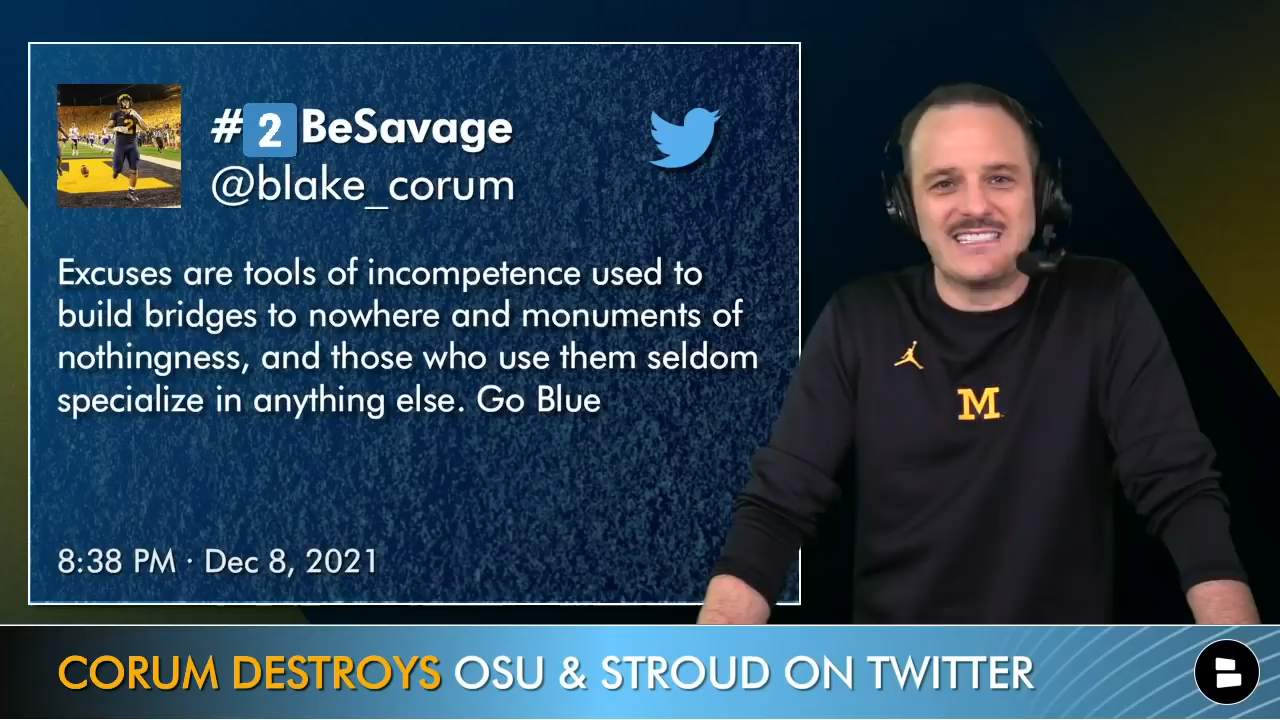 #2 BeSavage
@blake_corum
Excuses are tools of incompetence used to
build bridges to nowhere and monuments of
nothingness, and those who use them seldom
specialize in anything else. Go Blue
8:38 PM · Dec 8, 2021
M
CORUM DESTROYS OSU & STROUD ON TWITTER